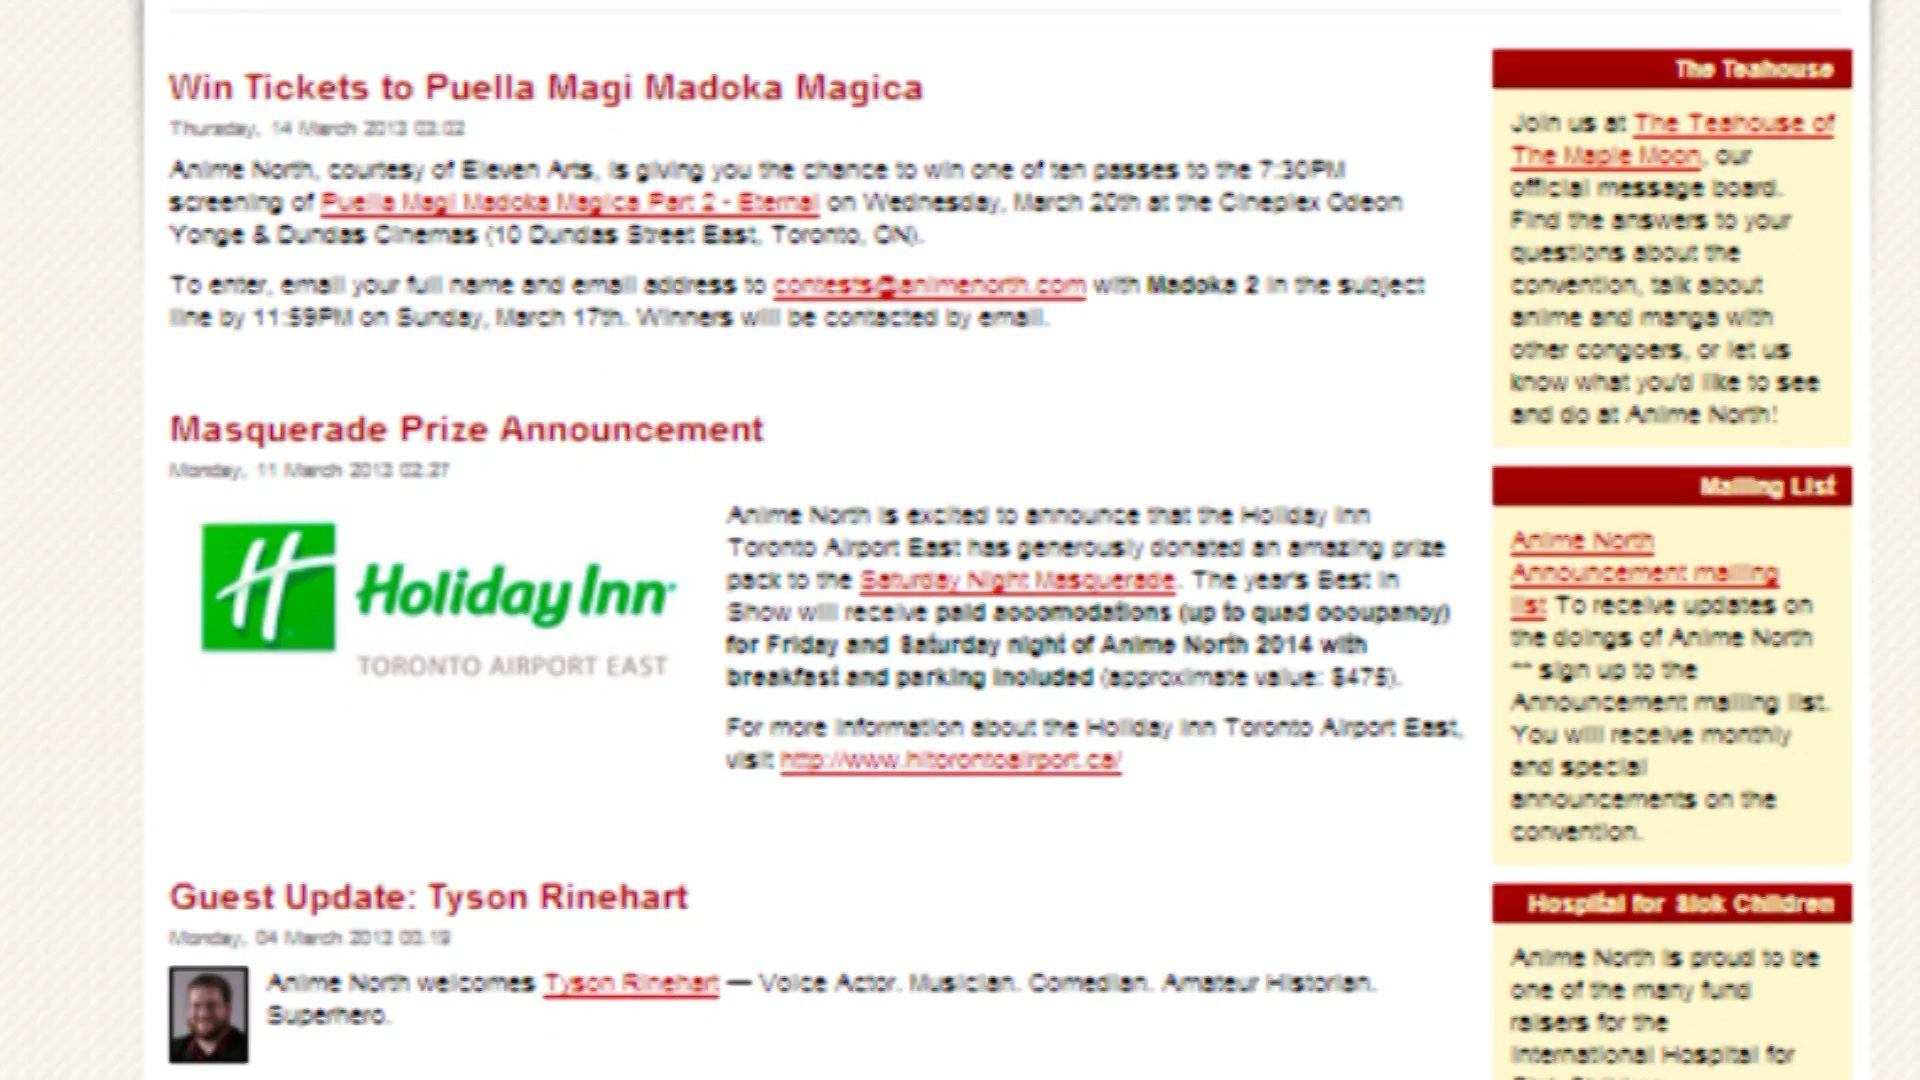 Win Tickets to Puella Magi Madoka Magica
Thursday, 14 March 2013 03:02
Anime North, courtesy of Eleven Arts, is giving you the chance to win one of ten passes to the 7:30PM
screening of Puella Magi Madoka Magica Part 2 - Eternal on Wednesday, March 20th at the Cineplex Odeon
Yonge & Dundas Cinemas (10 Dundas Street East, Toronto, ON).
To enter, email your full name and email address to contests@animenorth.com with Madoka 2 in the subject
line by 11:59PM on Sunday, March 17th. Winners will be contacted by email.
Masquerade Prize Announcement
Monday, 11 March 2013 02:27
H Holiday Inn
TORONTO AIRPORT EAST
Anime North is excited to announce that the Holiday Inn
Toronto Airport East has generously donated an amazing prize
pack to the Saturday Night Masquerade. The year's Best in
Show will receive paid accomodations (up to quad occupancy)
for Friday and Saturday night of Anime North 2014 with
breakfast and parking included (approximate value: $475).
For more information about the Holiday Inn Toronto Airport East,
visit http://www.hitorontoairport.ca/
Guest Update: Tyson Rinehart
Monday, 04 March 2013 00:19
Anime North welcomes Tyson Rinehart — Voice Actor. Musician. Comedian. Amateur Historian.
Superhero.
The Teahouse
Join us at The Teahouse of
The Maple Moon, our
official message board.
Find the answers to your
questions about the
convention, talk about
anime and manga with
other congoers, or let us
know what you'd like to see
and do at Anime North!
Mailing List
Anime North
Announcement mailing
list To receive updates on
the doings of Anime North
-- sign up to the
Announcement mailing list.
You will receive monthly
and special
announcements on the
convention.
Hospital for Sick Children
Anime North is proud to be
one of the many fund
raisers for the
International Hospital for